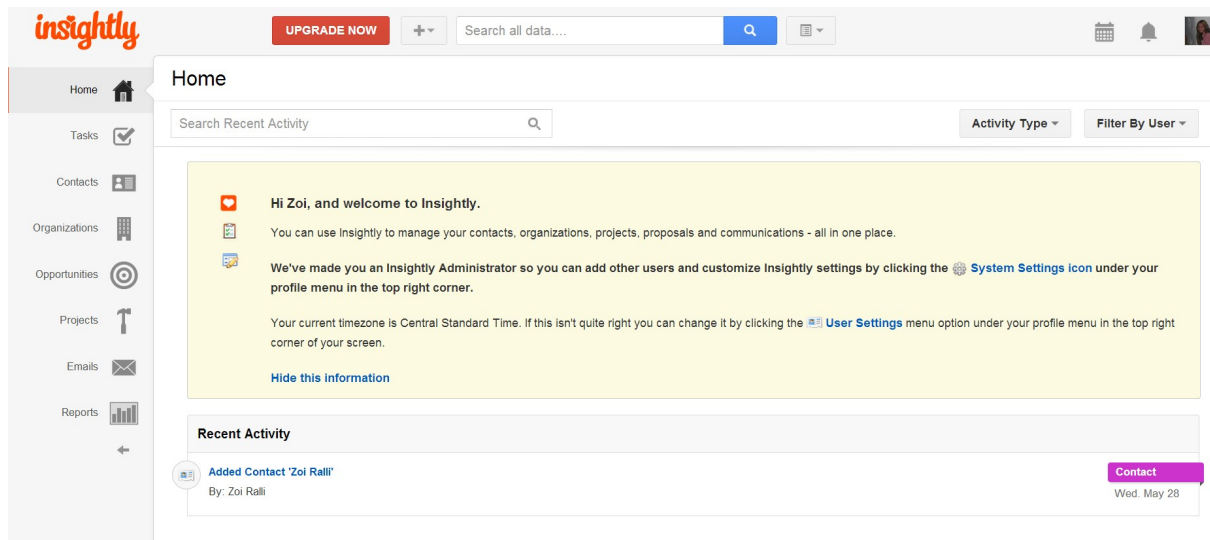 insightly
UPGRADE NOW
Search all data....
Home
Tasks
Contacts
Organizations
Opportunities
Projects
Emails
Reports
Home
Search Recent Activity
Activity Type
Filter By User
Hi Zoi, and welcome to Insightly.
You can use Insightly to manage your contacts, organizations, projects, proposals and communications - all in one place.
We've made you an Insightly Administrator so you can add other users and customize Insightly settings by clicking the System Settings icon under your
profile menu in the top right corner.
Your current timezone is Central Standard Time. If this isn't quite right you can change it by clicking the User Settings menu option under your profile menu in the top right
corner of your screen.
Hide this information
Recent Activity
Added Contact 'Zoi Ralli'
By: Zoi Ralli
Contact
Wed. May 28